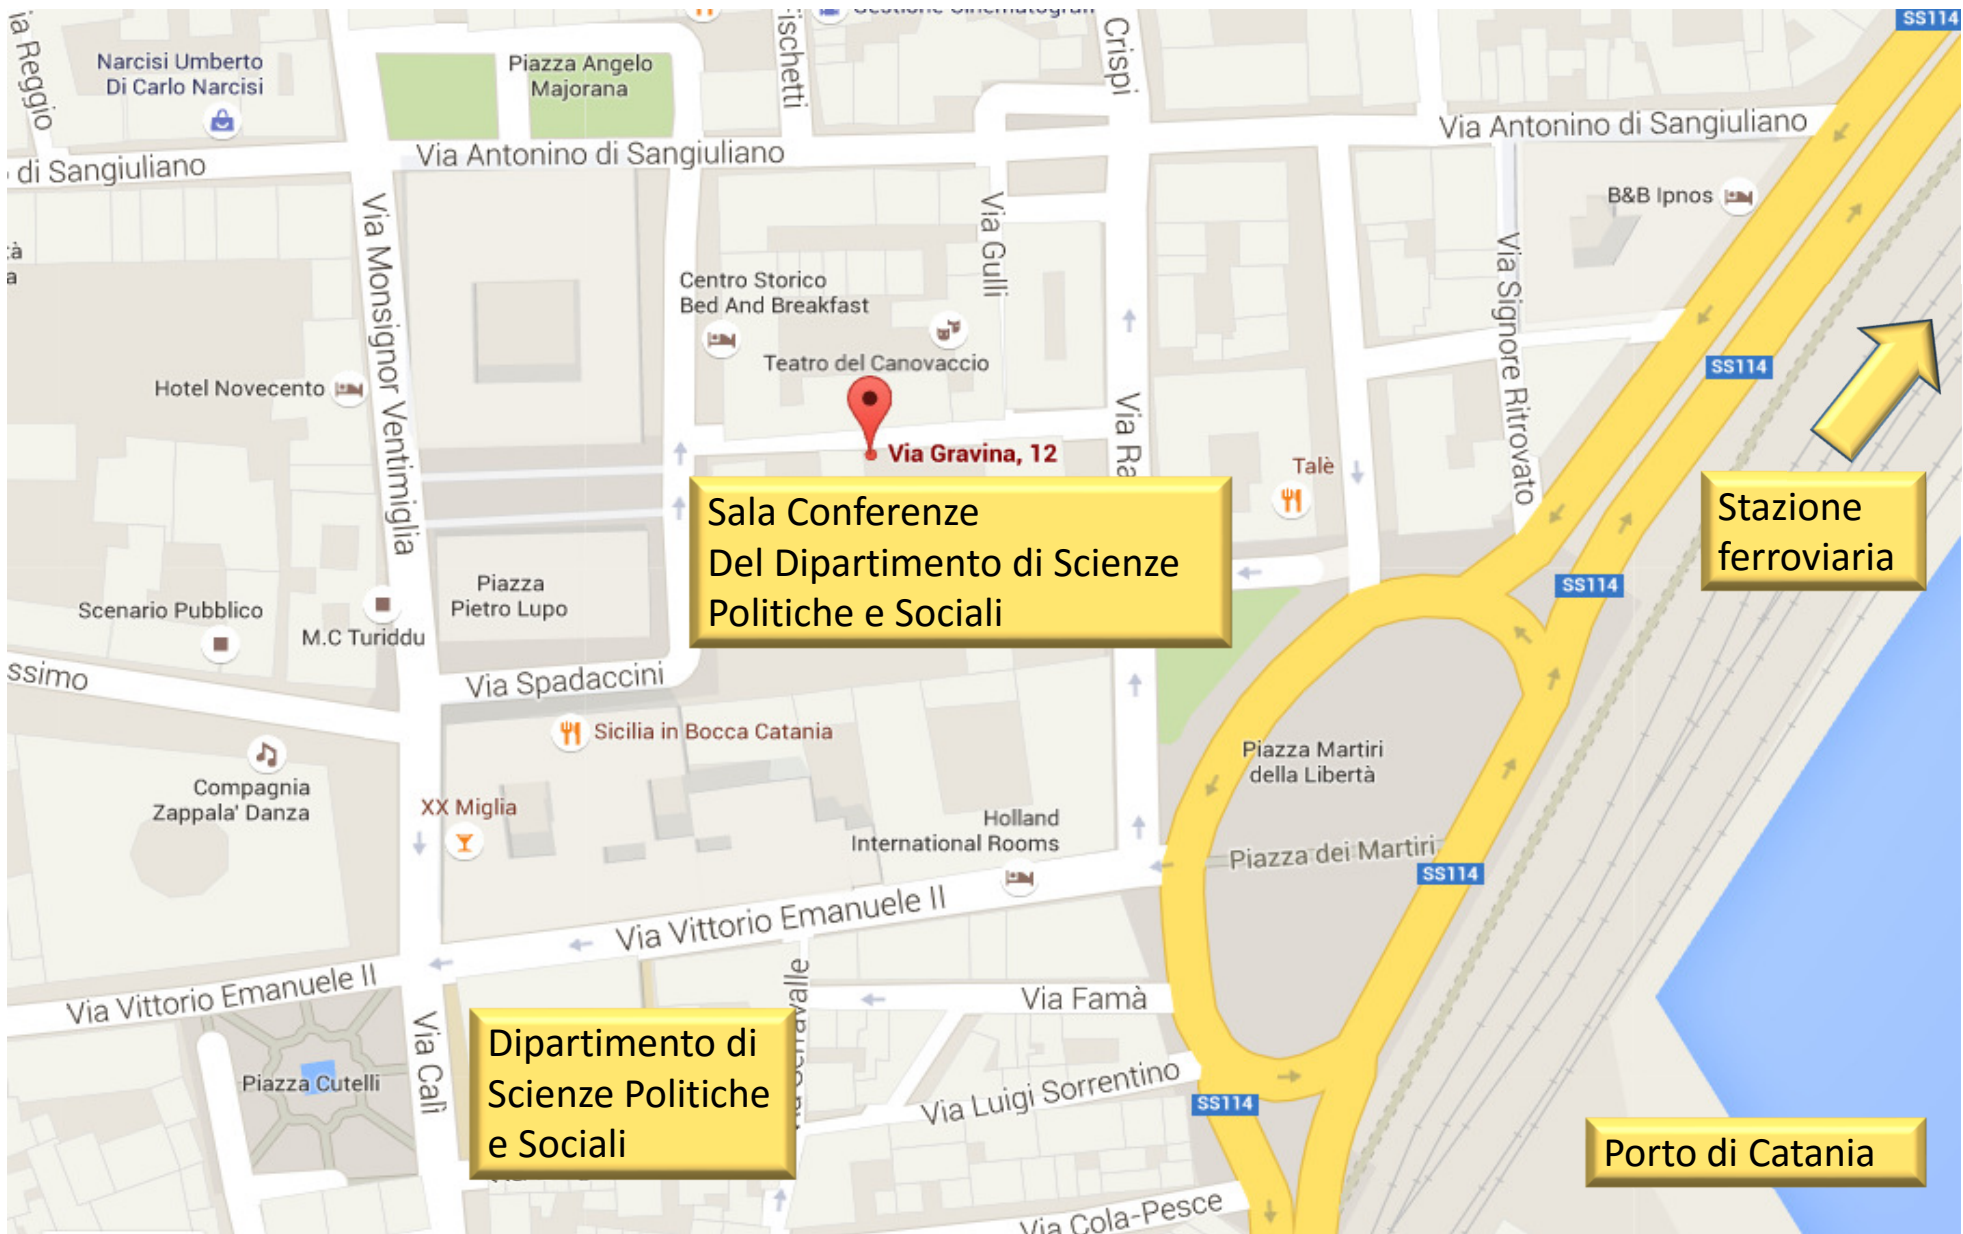 SS114
Narcisi Umberto
Di Carlo Narcisi
Piazza Angelo
Majorana
Crispi
Via Antonino di Sangiuliano
Via Antonino di Sangiuliano
di Sangiuliano
B&B Ipnos
Via Monsignor Ventimiglia
Via Gulli
Via Signore Ritrovato
Centro Storico
Bed And Breakfast
Teatro del Canovaccio
Hotel Novecento
SS114
Via Gravina, 12
Via Ra
Talè
Sala Conferenze
Del Dipartimento di Scienze
Politiche e Sociali
Stazione
ferroviaria
SS114
Piazza
Pietro Lupo
Scenario Pubblico
M.C Turiddu
ssimo
Via Spadaccini
Sicilia in Bocca Catania
Piazza Martiri
della Libertà
Compagnia
Zappala' Danza
XX Miglia
Holland
International Rooms
Piazza dei Martiri
SS114
Via Vittorio Emanuele II
Via Vittorio Emanuele II
Via Famà
Via Calì
Piazza Cutelli
Dipartimento di
Scienze Politiche
e Sociali
Via Luigi Sorrentino
SS114
Porto di Catania
Via Cola-Pesce